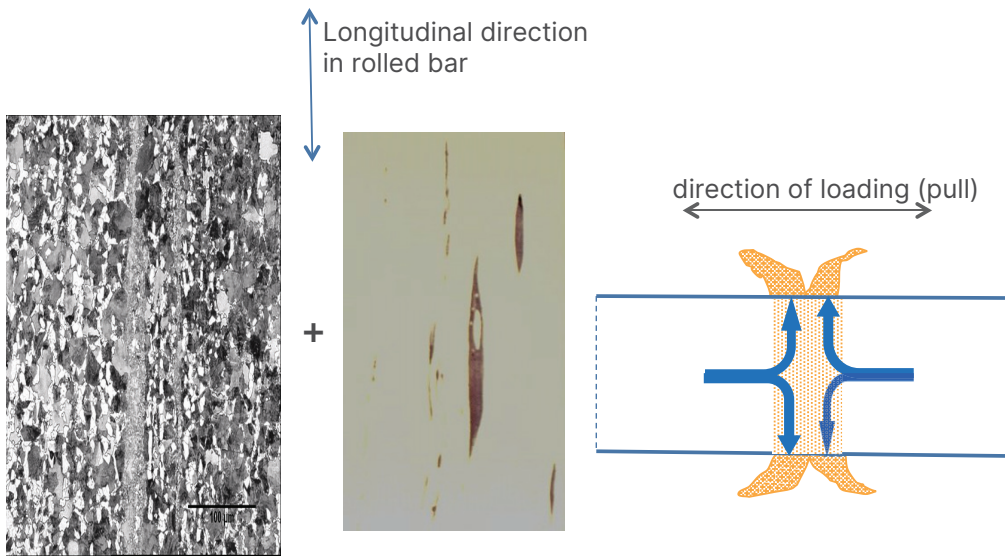 Longitudinal direction
in rolled bar
direction of loading (pull)
+
100 µm